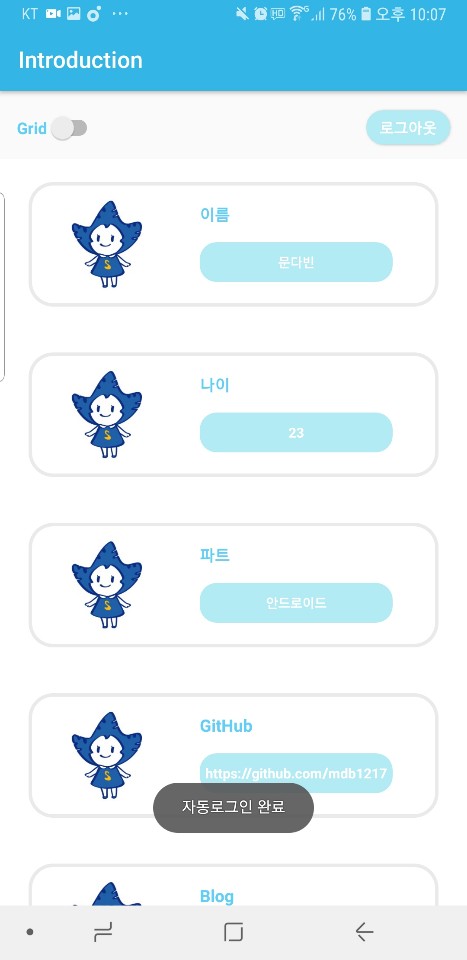 KT ... HD 76% 오후 10:07
Introduction
Grid 로그아웃
이름
문다빈
나이
23
파트
안드로이드
GitHub
https://github.com/mdb1217
자동로그인 완료
Blog